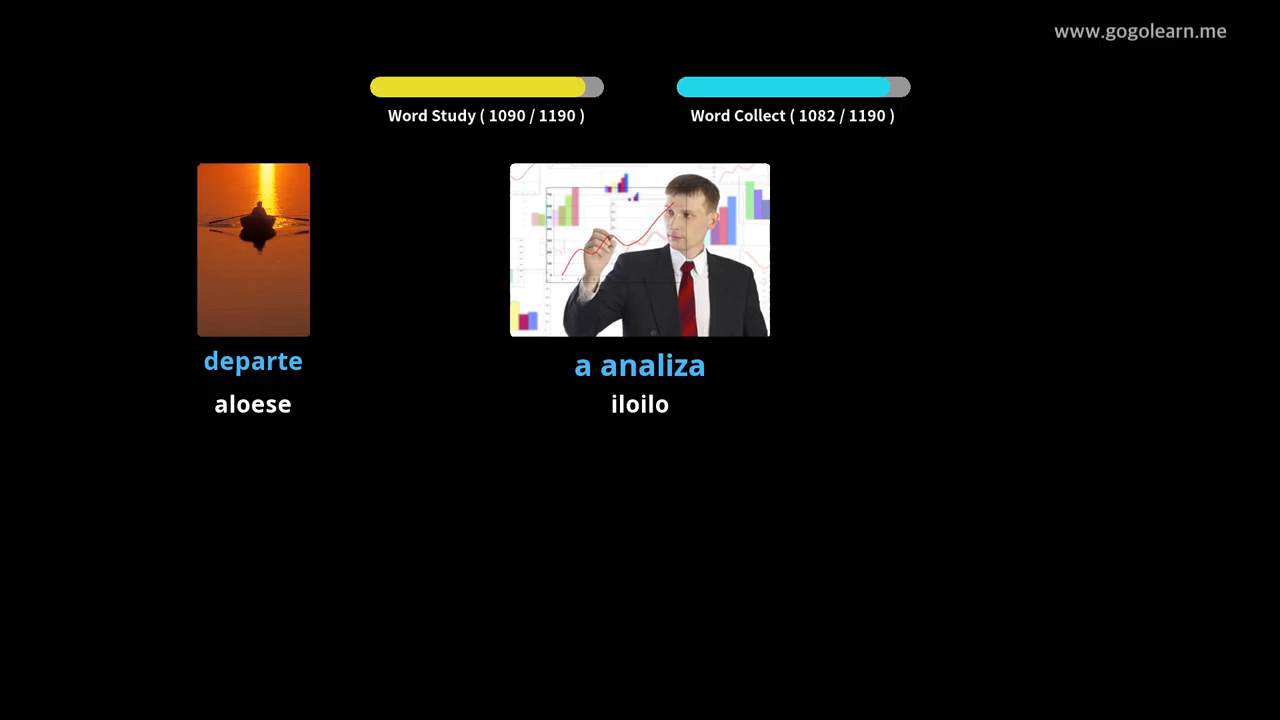 www.gogolearn.me
Word Study ( 1090 / 1190 )
Word Collect ( 1082 / 1190 )
departe
aloese
a analiza
iloilo